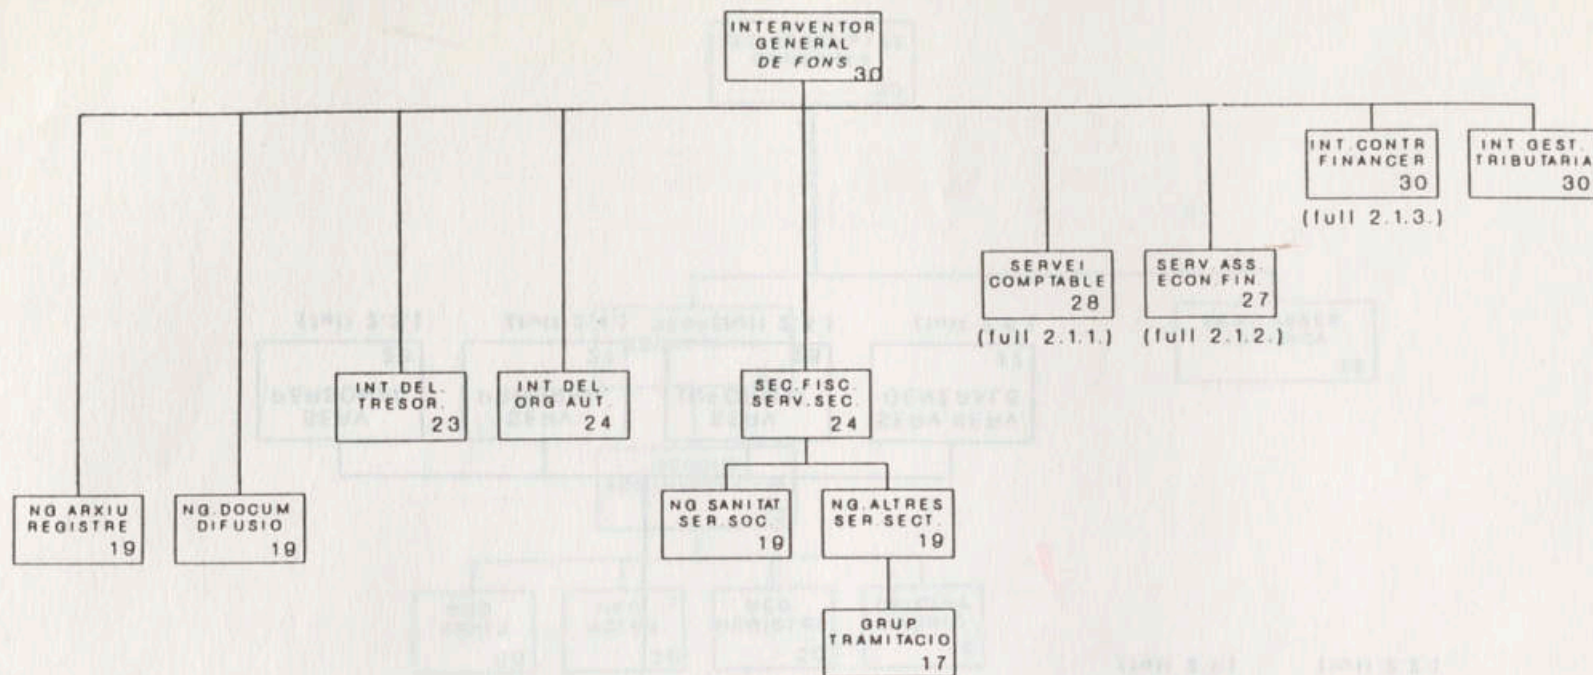 INTERVENTOR
GENERAL
DE FONS
30
INT.CONTR
FINANCER
30
(full 2.1.3.)
INT GEST.
TRIBUTARIA
30
SERVEI
COMPTABLE
28
(full 2.1.1.)
SERV.ASS.
ECON.FIN.
27
(full 2.1.2.)
INT.DEL.
TRESOR.
23
INT.DEL.
ORG AUT.
24
SEC.FISC.
SERV.SEC.
24
NG ARXIU
REGISTRE
19
NG.DOCUM
DIFUSIO
19
NG SANITAT
SER.SOC.
19
NG.ALTRES
SER.SECT.
19
GRUP
TRAMITACIO
17